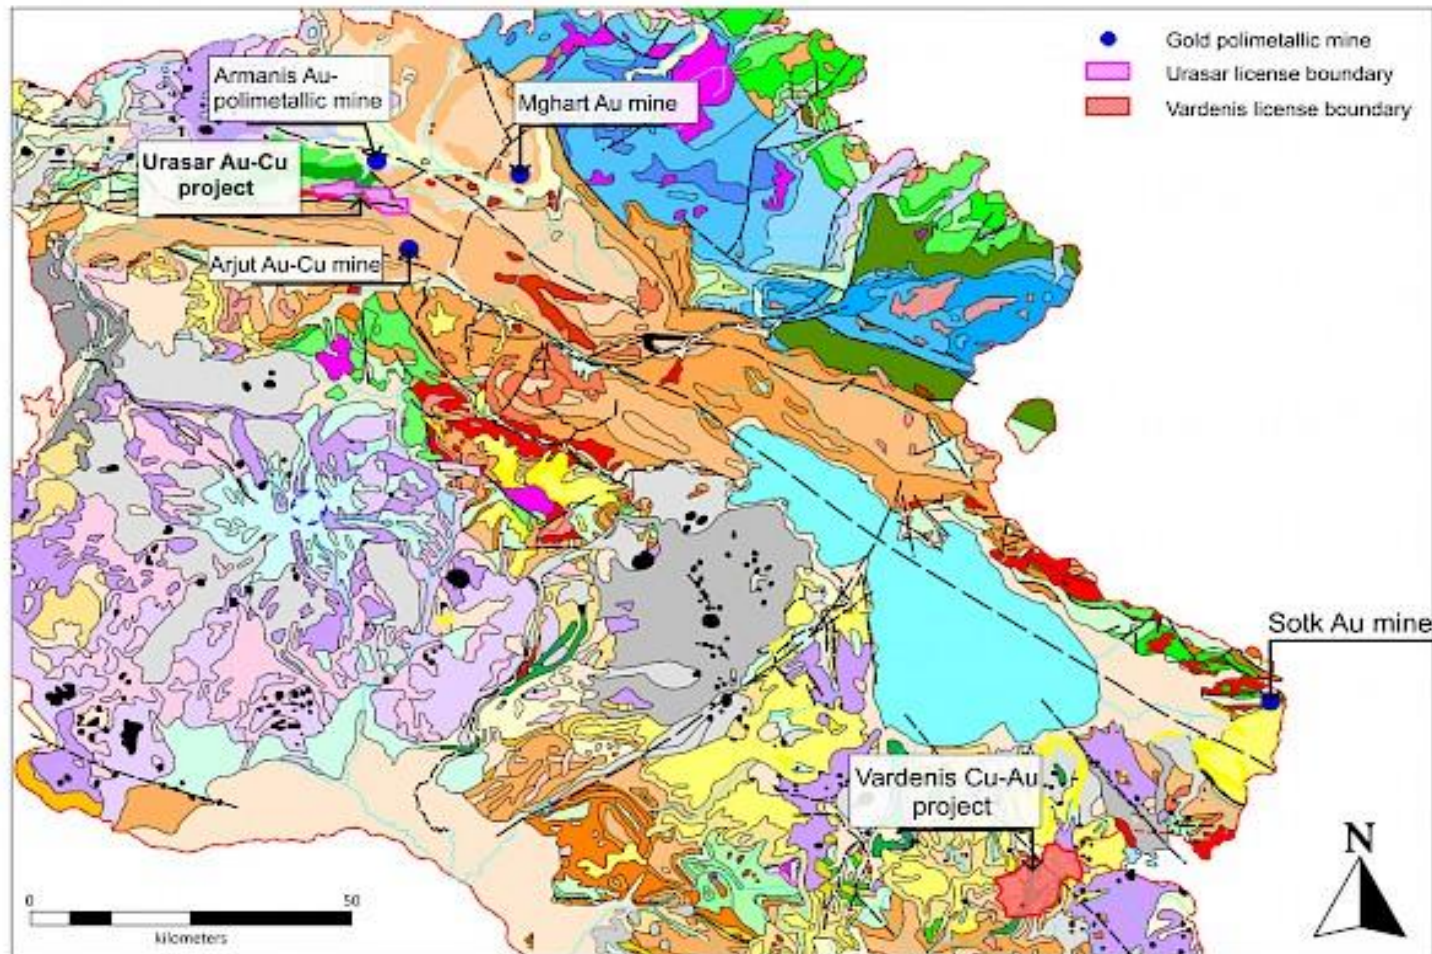 Gold polimetallic mine
Urasar license boundary
Vardenis license boundary
Armanis Au-
polimetallic mine
Mghart Au mine
Urasar Au-Cu
project
Arjut Au-Cu mine
Sotk Au mine
Vardenis Cu-Au
project
N
0
50
kilometers